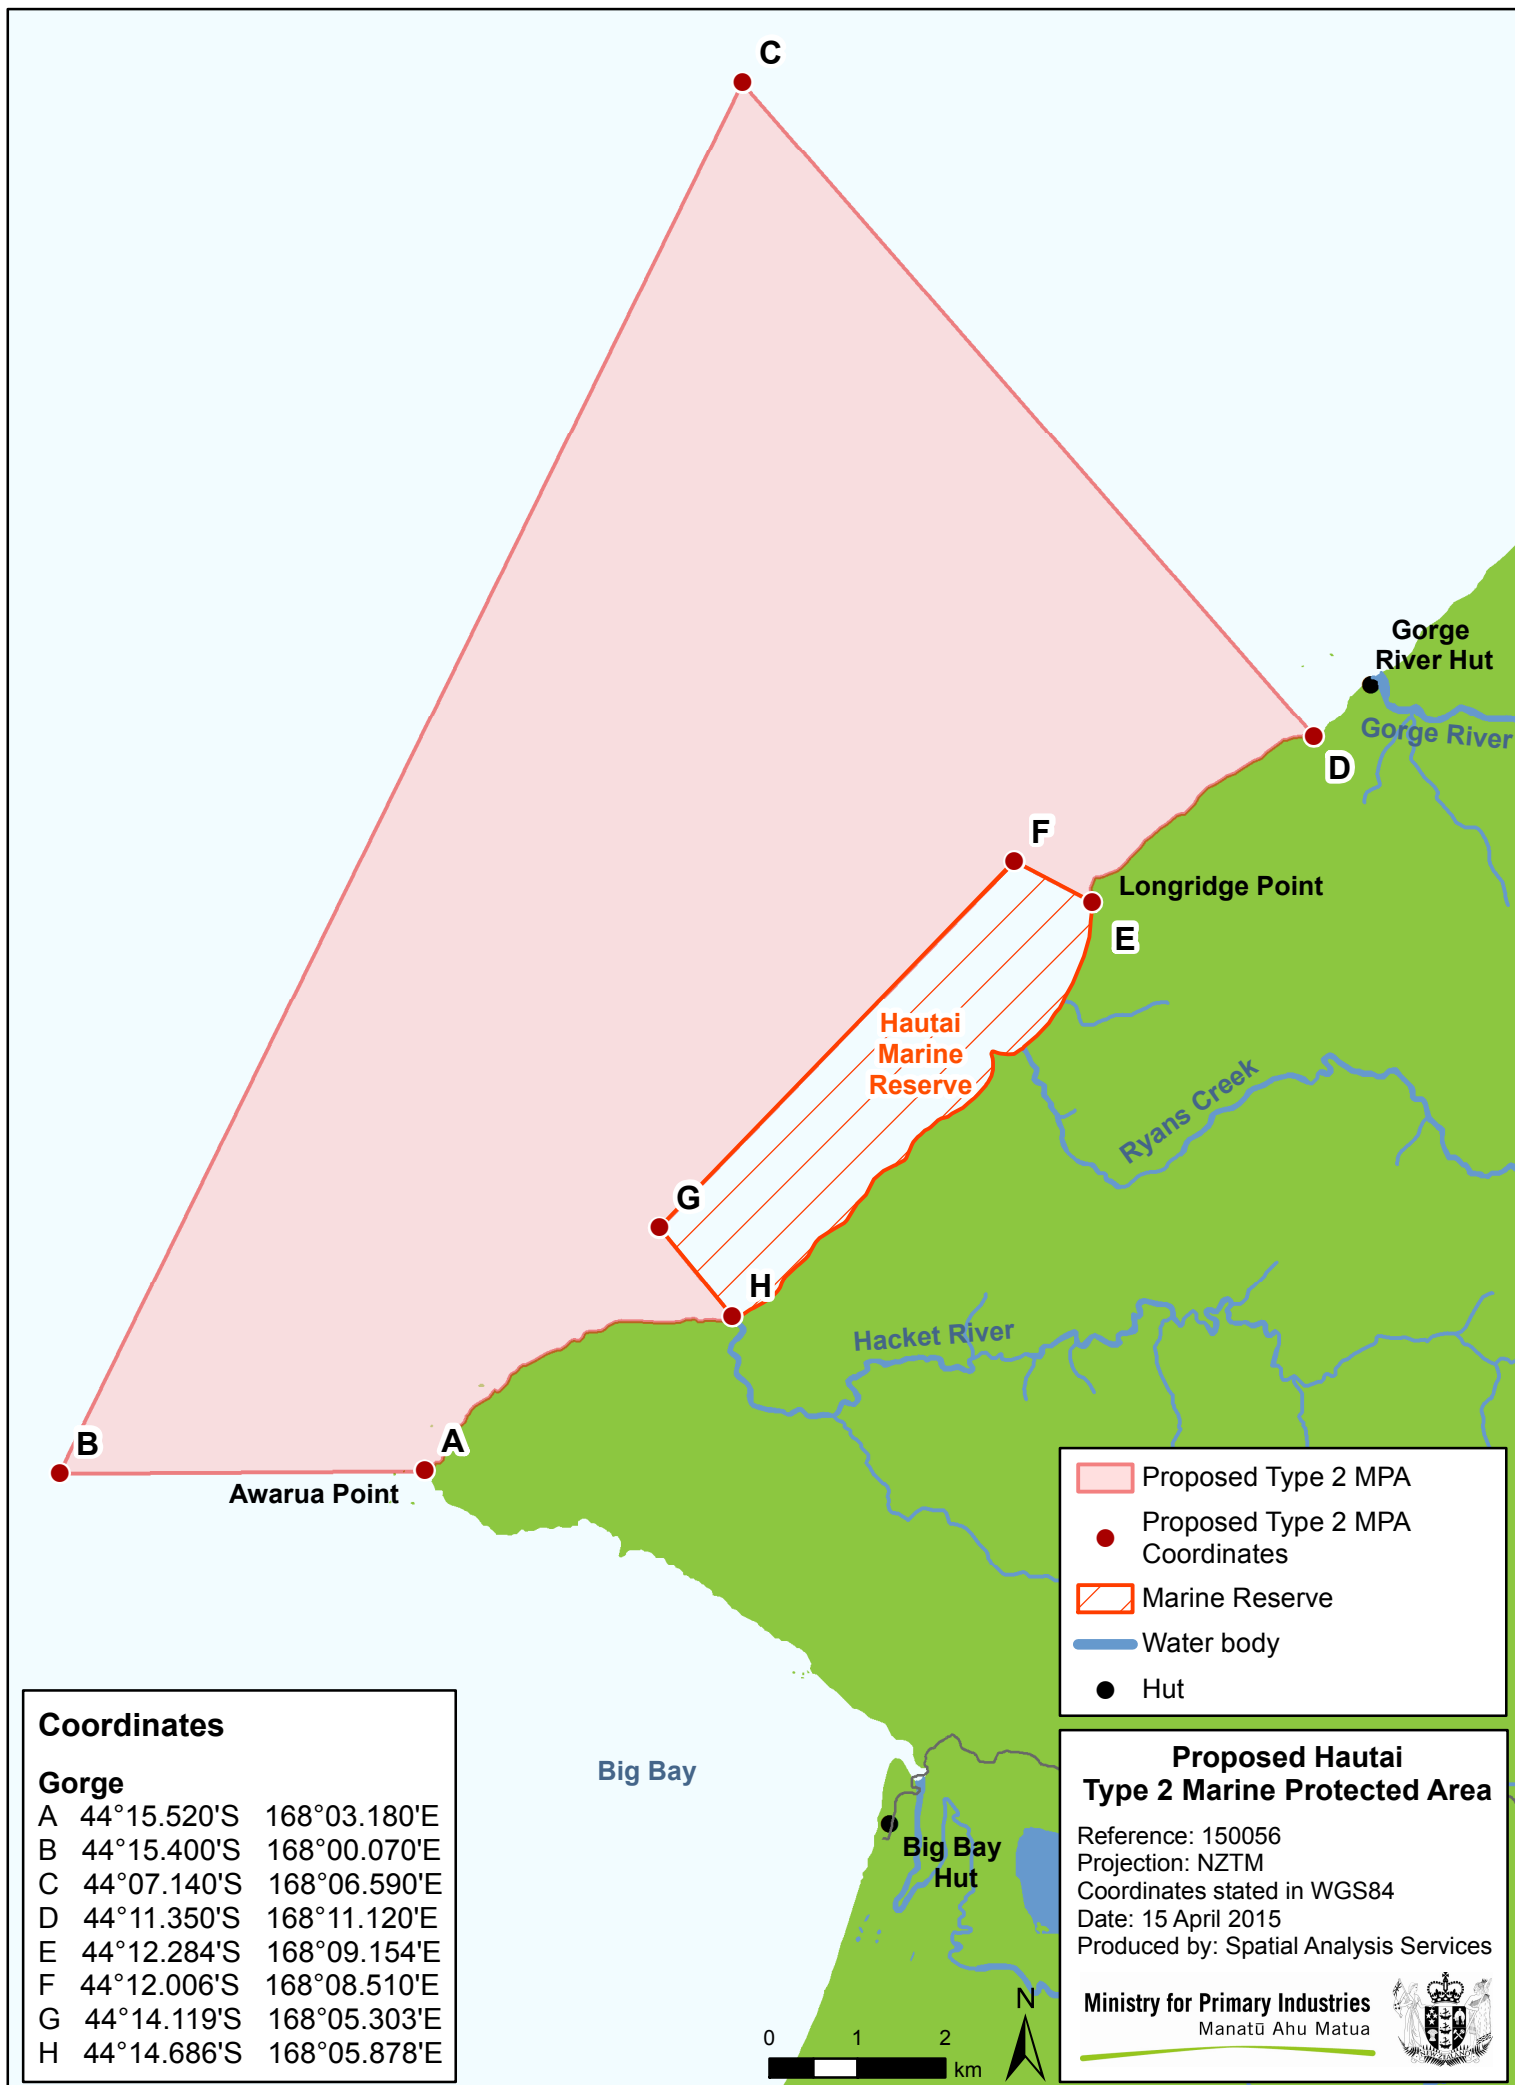 C
Gorge
River Hut
Gorge River
D
F
Longridge Point
E
Hautai
Marine
Reserve
Ryans Creek
G
H
Hacket River
B
A
Awarua Point
Proposed Type 2 MPA
Proposed Type 2 MPA
Coordinates
Marine Reserve
Water body
Hut
Coordinates
Gorge
A 44°15.520'S 168°03.180'E
B 44°15.400'S 168°00.070'E
C 44°07.140'S 168°06.590'E
D 44°11.350'S 168°11.120'E
E 44°12.284'S 168°09.154'E
F 44°12.006'S 168°08.510'E
G 44°14.119'S 168°05.303'E
H 44°14.686'S 168°05.878'E
Big Bay
Big Bay
Hut
N
0 1 2
km
Proposed Hautai
Type 2 Marine Protected Area
Reference: 150056
Projection: NZTM
Coordinates stated in WGS84
Date: 15 April 2015
Produced by: Spatial Analysis Services
Ministry for Primary Industries
Manatū Ahu Matua
NEW ZEALAND